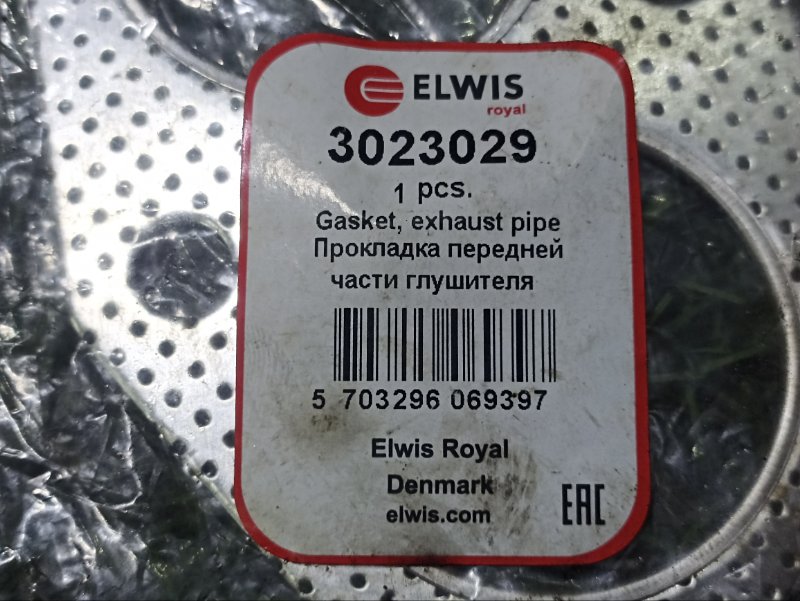 ELWIS
royal
3023029
1 pcs.
Gasket, exhaust pipe
Прокладка передней
части глушителя
5 703296 069397
Elwis Royal
Denmark
elwis.com
EAC